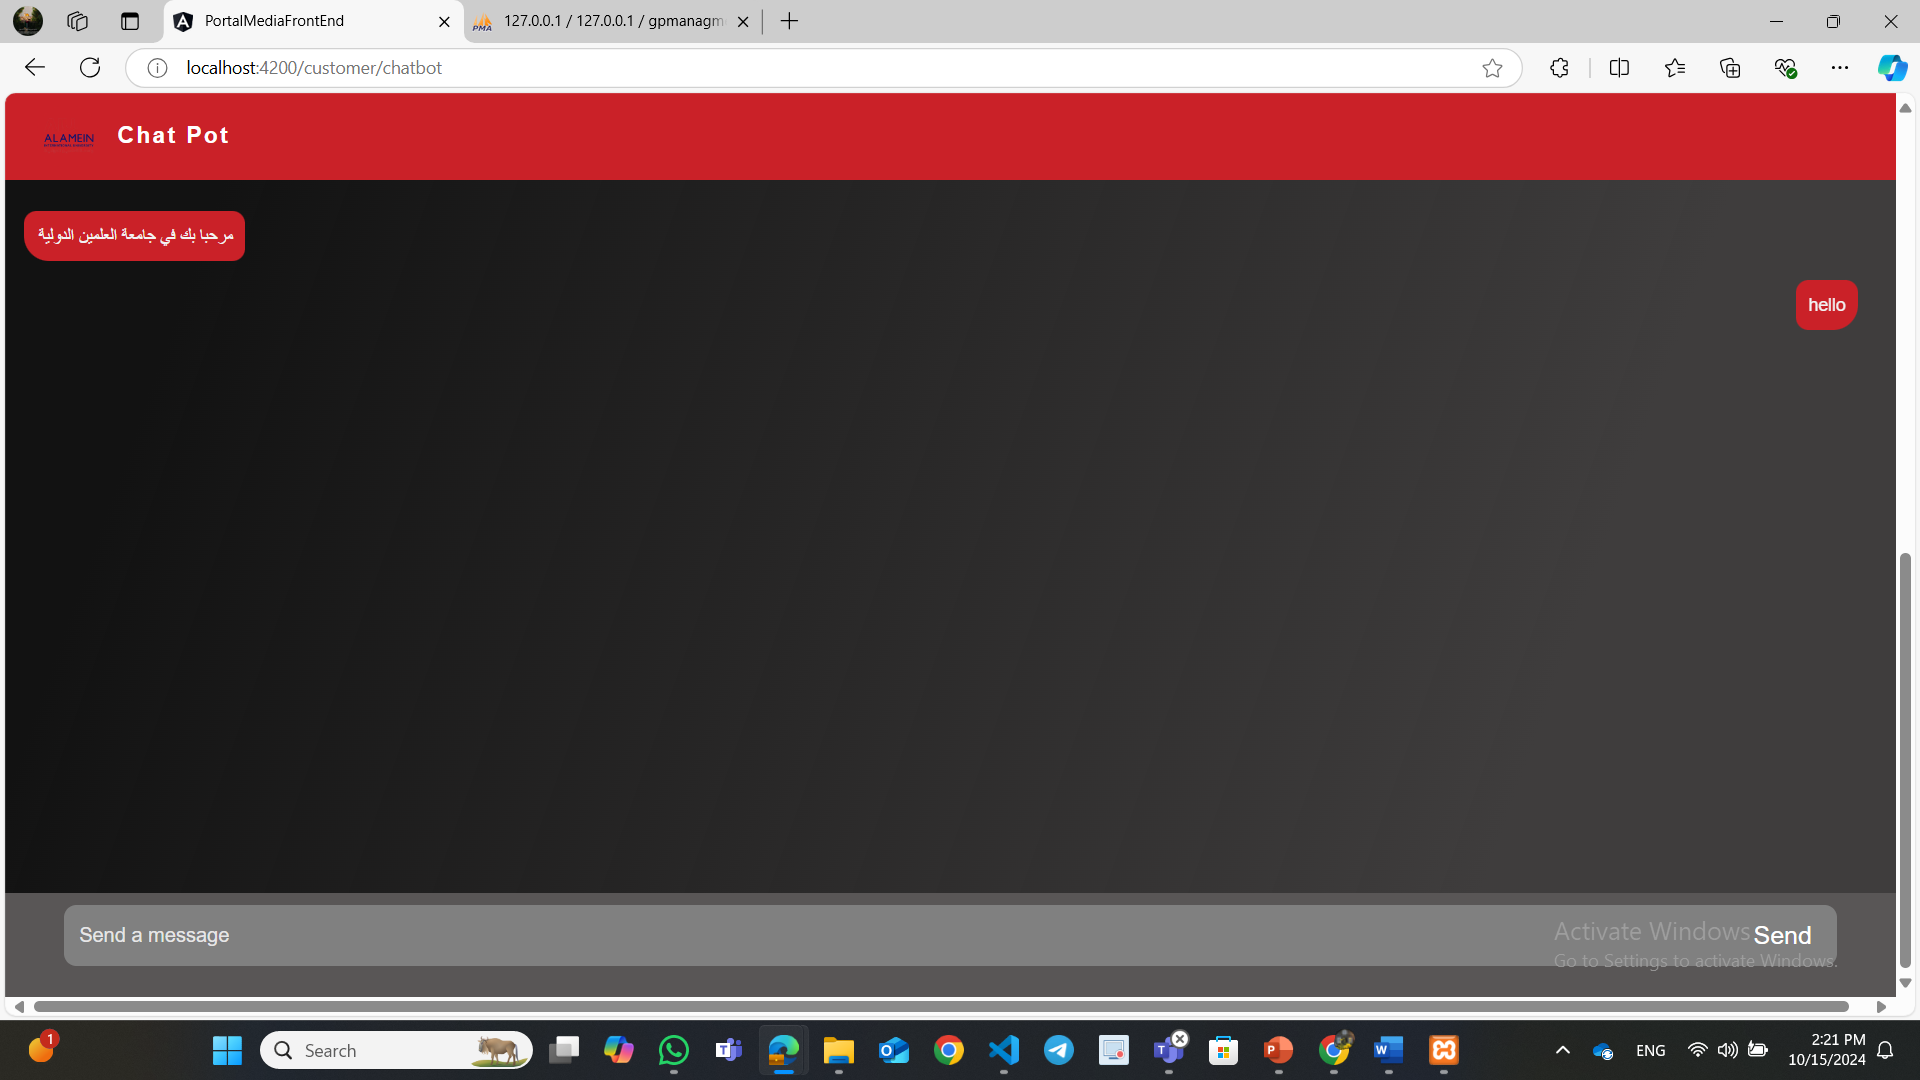 PortalMediaFrontEnd
127.0.0.1 / 127.0.0.1 / gpmanagm
localhost:4200/customer/chatbot
ALAMEIN
Chat Pot
مرحبا بك في جامعة العلمين الدولية
hello
Send a message
Send
Activate Windows
Go to Settings to activate Windows.
1
Search
ENG
2:21 PM
10/15/2024